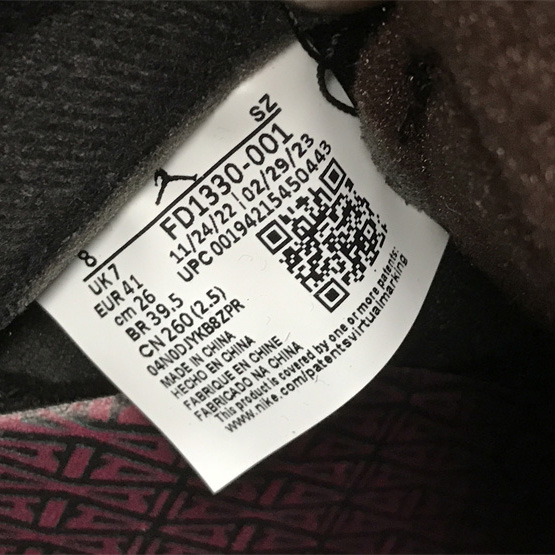 8 SZ
UK 7
EUR 41
cm 26
BR 39.5
CN 260(2.5)
04N0DJYKB8ZPR
MADE IN CHINA
HECHO EN CHINA
FABRIQUE EN CHINE
FABRICADO NA CHINA
This product is covered by one or more patents:
www.nike.com/patentsvirtualmarking
FD1330-001
11/24/22 | 02/29/23
UPC 00194215450443